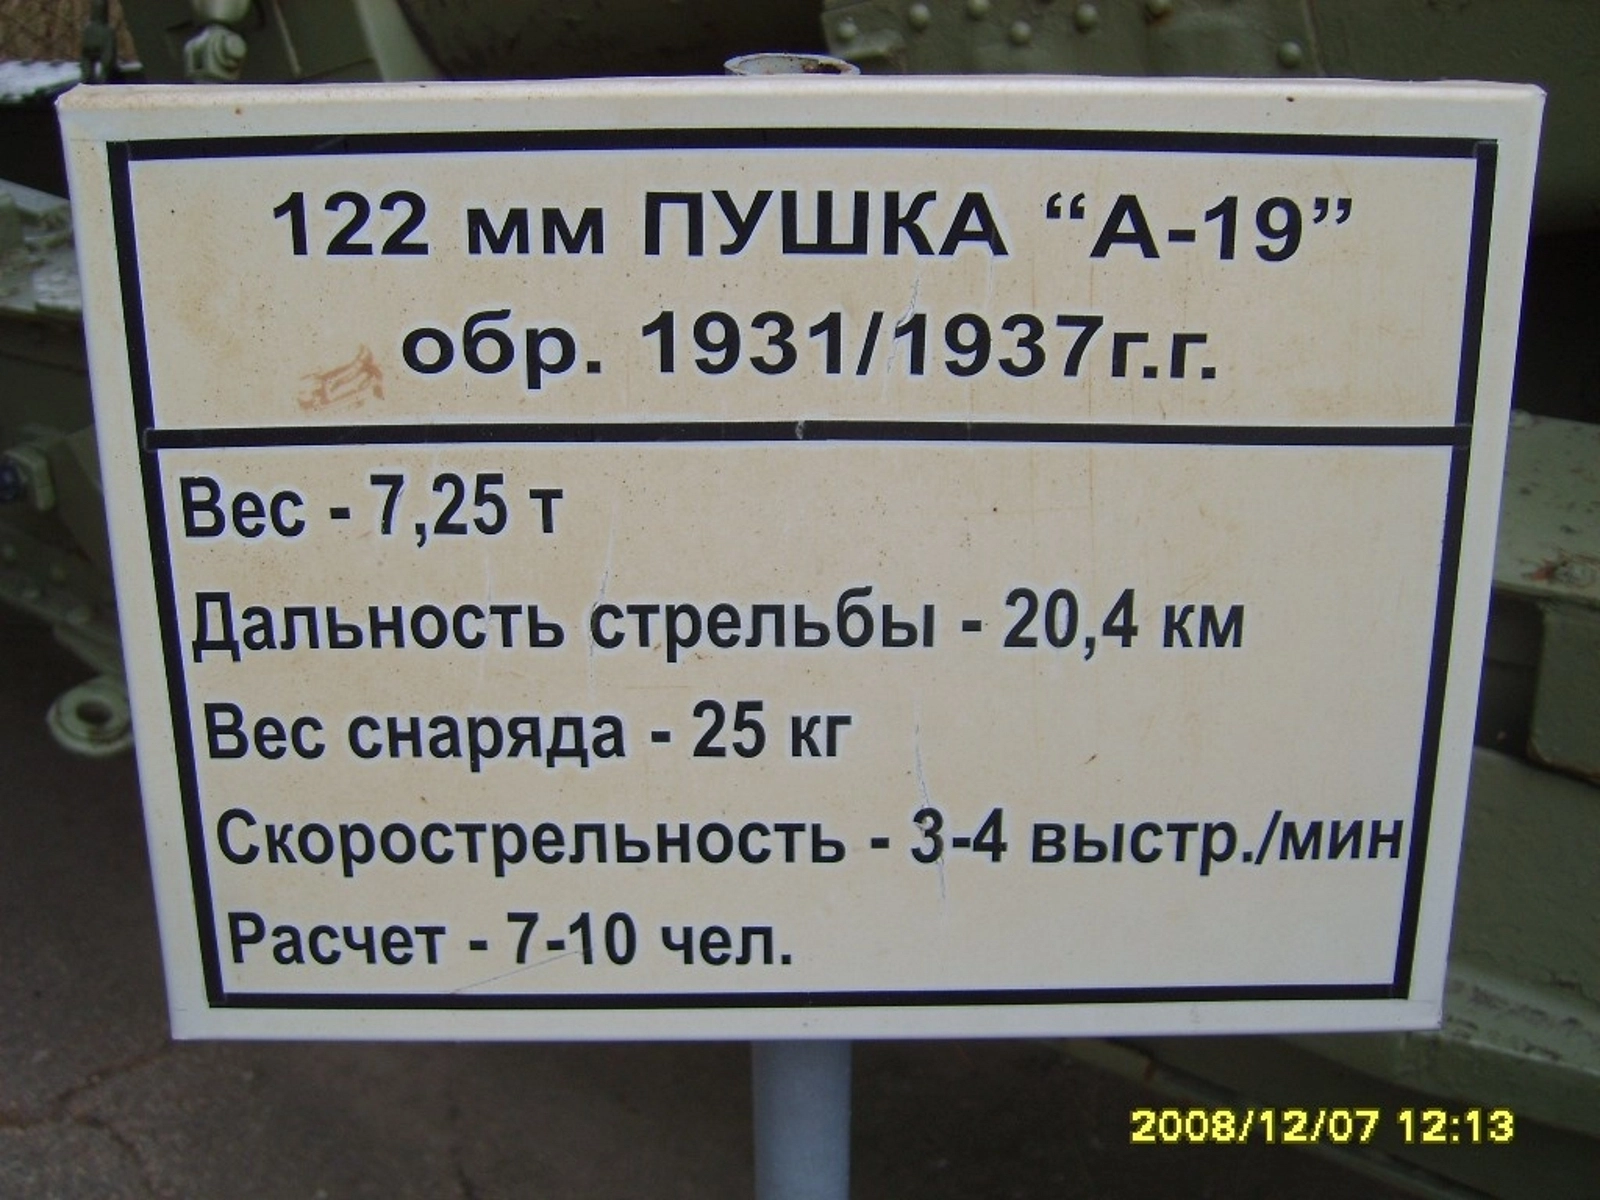 122 мм ПУШКА “А-19”
обр. 1931/1937г.г.
Вес - 7,25 т
Дальность стрельбы - 20,4 км
Вес снаряда - 25 кг
Скорострельность - 3-4 выстр./мин
Расчет - 7-10 чел.
2008/12/07 12:13